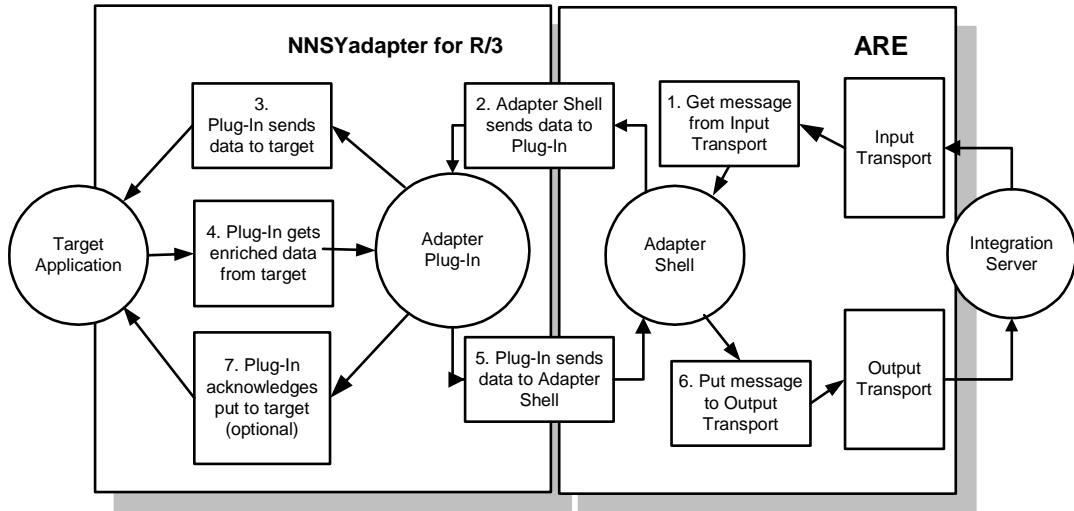 NNSYadapter for R/3
ARE
3.
Plug-In sends
data to target
2. Adapter Shell
sends data to
Plug-In
1. Get message
from Input
Transport
Input
Transport
Target
Application
4. Plug-In gets
enriched data
from target
Adapter
Plug-In
Adapter
Shell
Integration
Server
7. Plug-In
acknowledges
put to target
(optional)
5. Plug-In sends
data to Adapter
Shell
6. Put message
to Output
Transport
Output
Transport